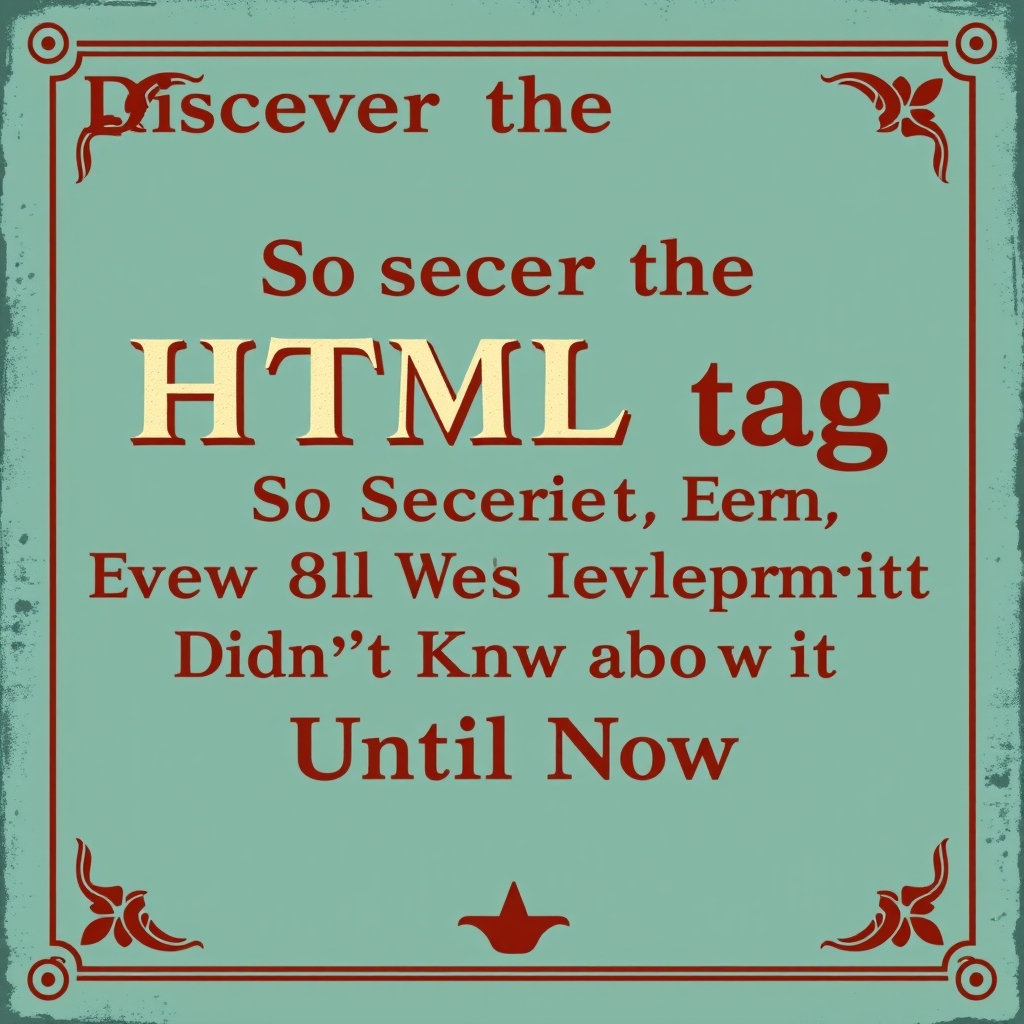 Discever the
So secer the
HTML tag
So Seceriet, Eern,
Evew 8ll Wes Ievleprm·itt
Didn’’t Knw abo w it
Until Now